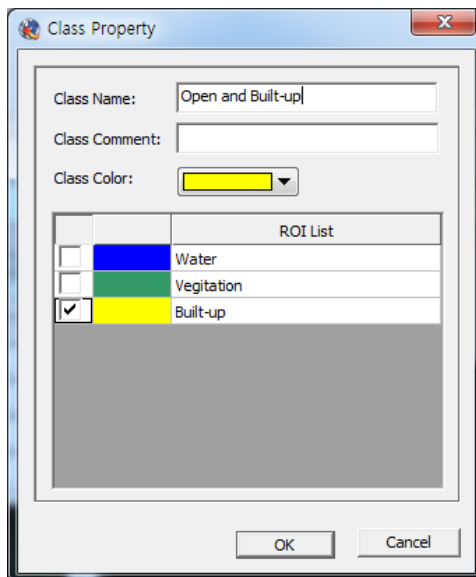 Class Property
Class Name: Open and Built-up
Class Comment:
Class Color:
ROI List
Water
Vegitation
Built-up
OK Cancel